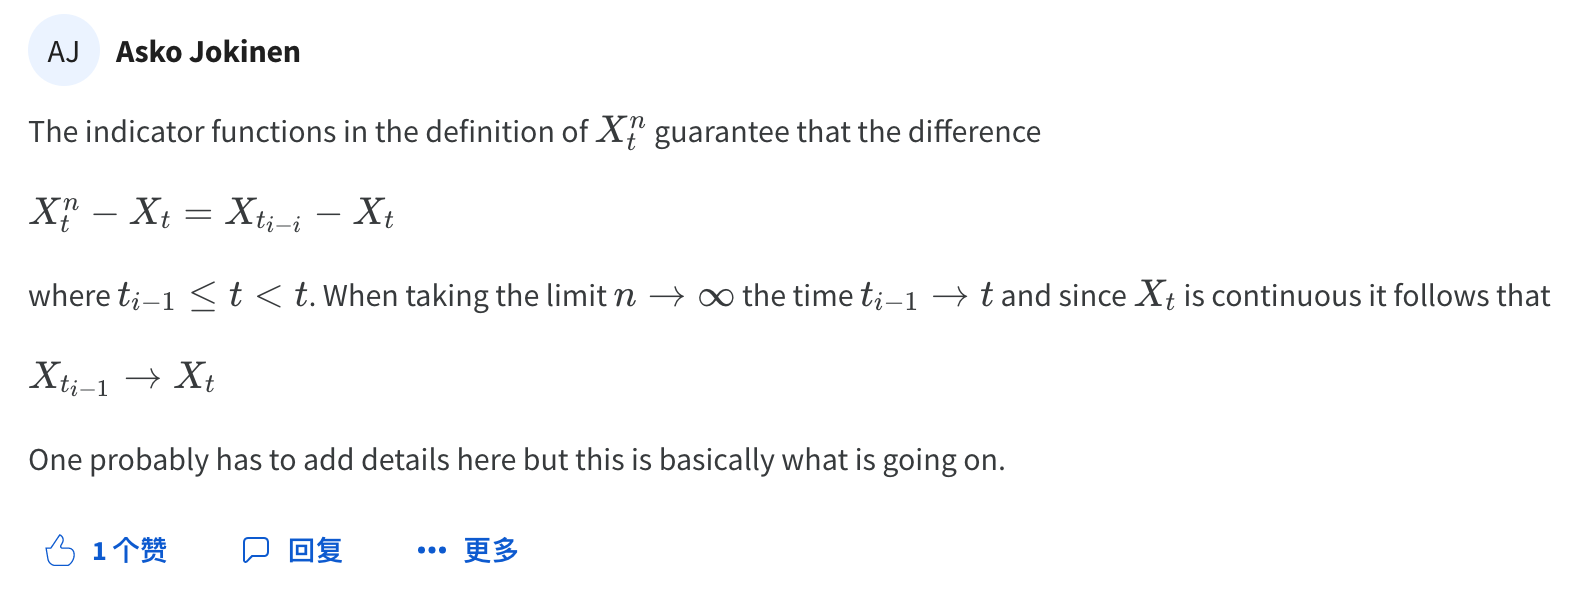 AJ Asko Jokinen
The indicator functions in the definition of $X_t^n$ guarantee that the difference
$X_t^n - X_t = X_{t_{i-i}} - X_t$
where $t_{i-1} \leq t < t$. When taking the limit $n \to \infty$ the time $t_{i-1} \to t$ and since $X_t$ is continuous it follows that
$X_{t_{i-1}} \to X_t$
One probably has to add details here but this is basically what is going on.
1 个赞 回复 ••• 更多